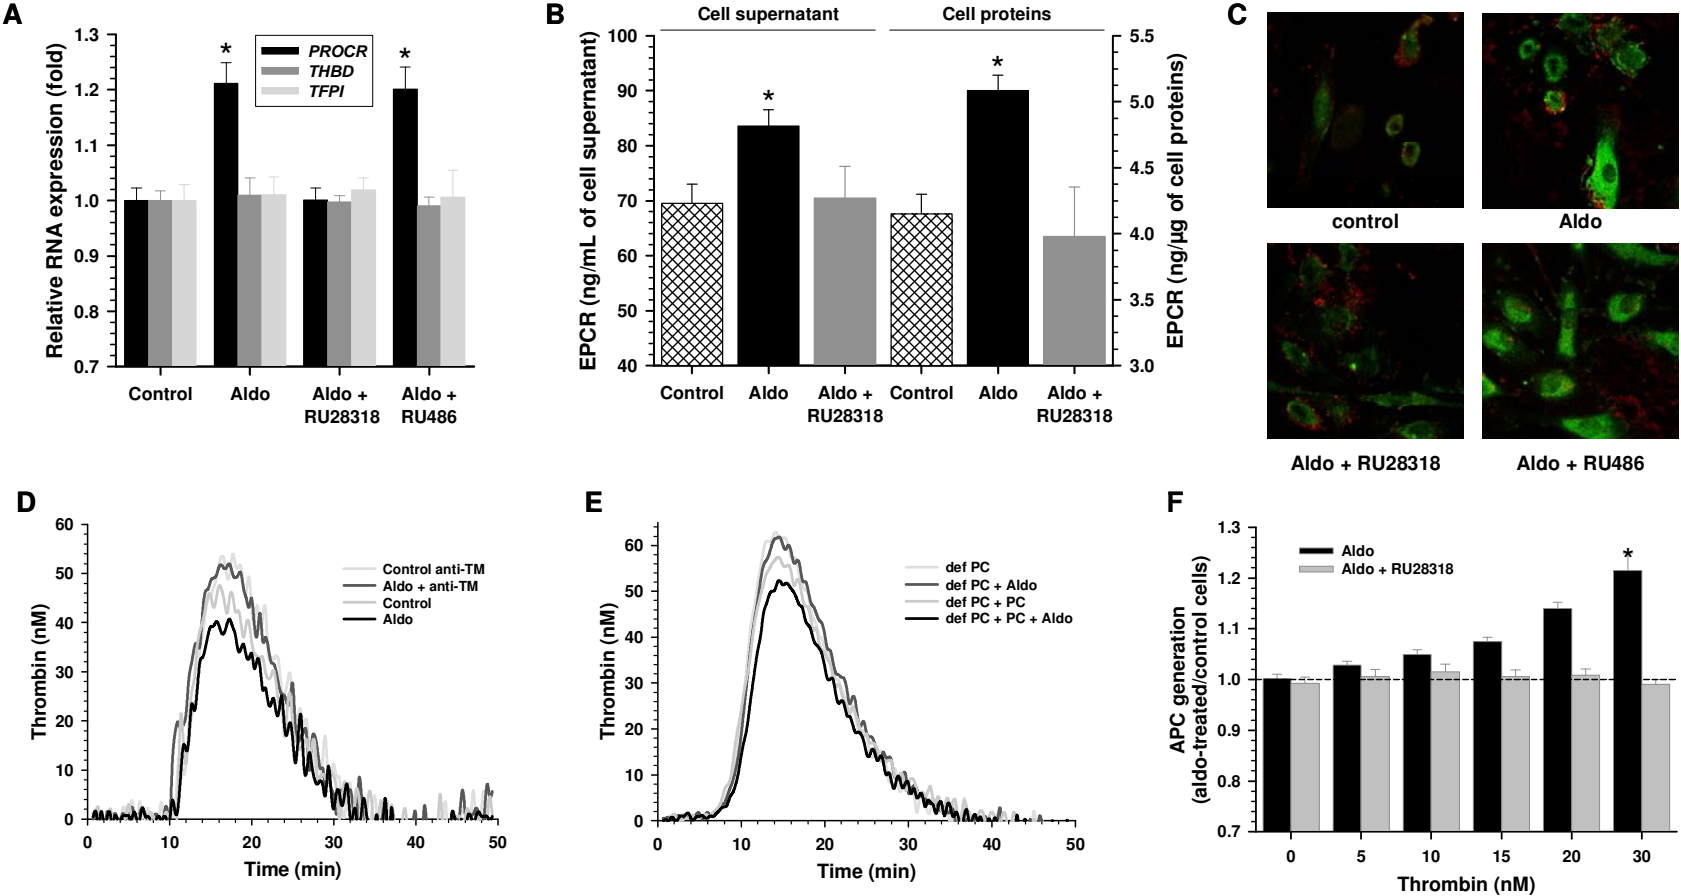 A
Relative RNA expression (fold)
1.3
1.2
1.1
1.0
0.9
0.8
0.7
*
*
PROCR
THBD
TFPI
Control
Aldo
Aldo +
RU28318
Aldo +
RU486
B
Cell supernatant
Cell proteins
EPCR (ng/mL of cell supernatant)
100
90
80
70
60
50
40
*
*
5.5
5.0
4.5
4.0
3.5
3.0
EPCR (ng/µg of cell proteins)
Control
Aldo
Aldo +
RU28318
Control
Aldo
Aldo +
RU28318
C
control
Aldo
Aldo + RU28318
Aldo + RU486
D
Thrombin (nM)
60
50
40
30
20
10
0
Control anti-TM
Aldo + anti-TM
Control
Aldo
0 10 20 30 40 50
Time (min)
E
Thrombin (nM)
60
50
40
30
20
10
0
def PC
def PC + Aldo
def PC + PC
def PC + PC + Aldo
0 10 20 30 40 50
Time (min)
F
APC generation
(aldo-treated/control cells)
1.3
1.2
1.1
1.0
0.9
0.8
0.7
Aldo
Aldo + RU28318
*
0 5 10 15 20 30
Thrombin (nM)